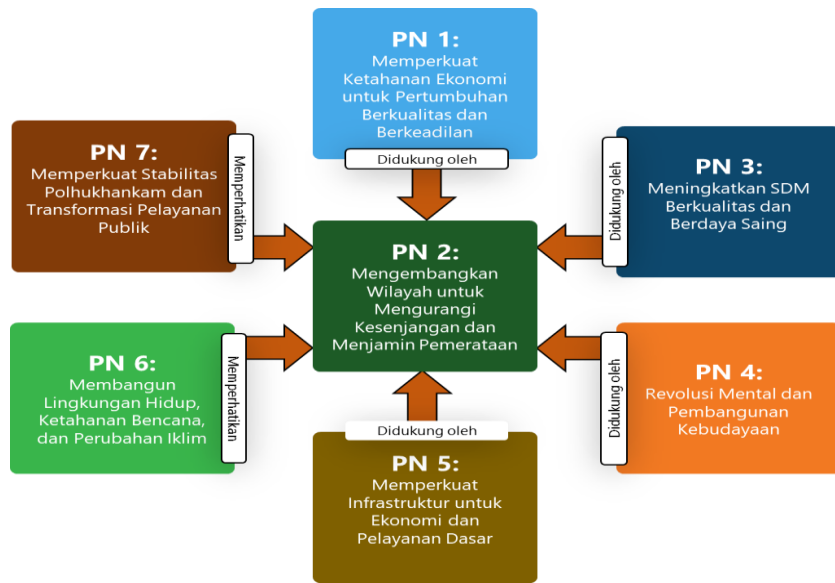 PN 1:
Memperkuat
Ketahanan Ekonomi
untuk Pertumbuhan
Berkualitas dan
Berkeadilan
Didukung oleh
PN 7:
Memperkuat Stabilitas
Polhukhankam dan
Transformasi Pelayanan
Publik
Memperhatikan
PN 3:
Meningkatkan SDM
Berkualitas dan
Berdaya Saing
Didukung oleh
PN 2:
Mengembangkan
Wilayah untuk
Mengurangi
Kesenjangan dan
Menjamin Pemerataan
PN 6:
Membangun
Lingkungan Hidup,
Ketahanan Bencana,
dan Perubahan Iklim
Memperhatikan
PN 4:
Revolusi Mental dan
Pembangunan
Kebudayaan
Didukung oleh
Didukung oleh
PN 5:
Memperkuat
Infrastruktur untuk
Ekonomi dan
Pelayanan Dasar